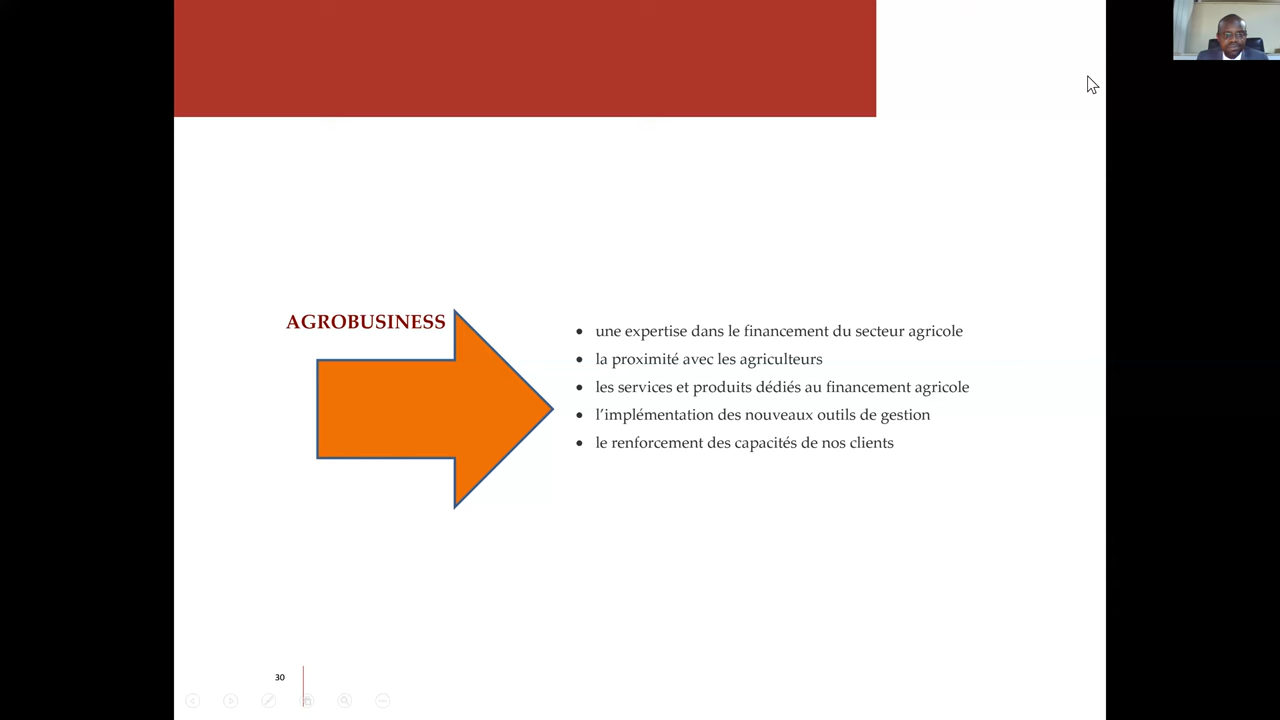 AGROBUSINESS
• une expertise dans le financement du secteur agricole
• la proximité avec les agriculteurs
• les services et produits dédiés au financement agricole
• l’implémentation des nouveaux outils de gestion
• le renforcement des capacités de nos clients
30